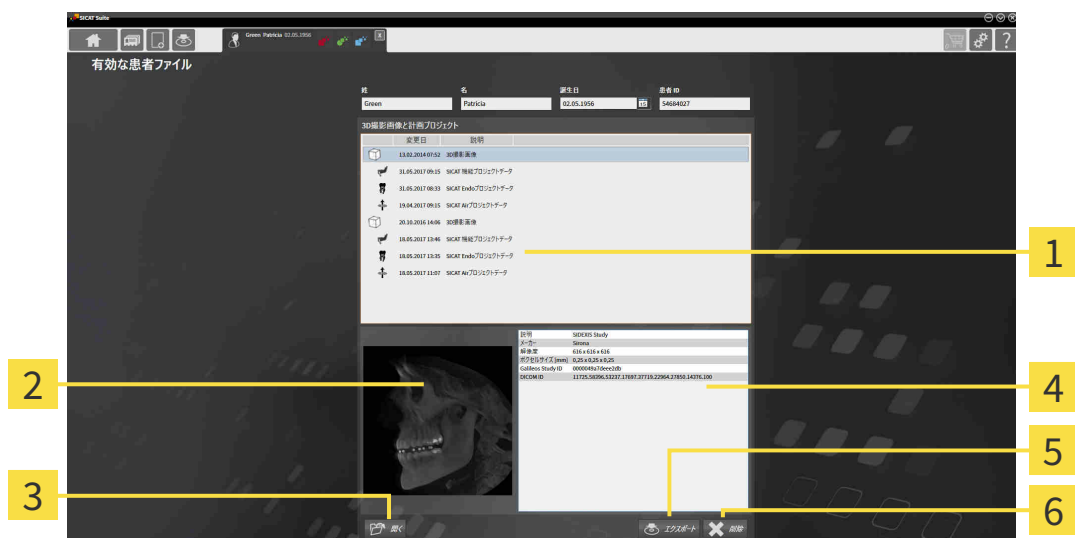 SICAT Suite
Green Patricia 02.05.1956
X
?
有効な患者ファイル
姓 名 誕生日 患者 ID
Green Patricia 02.05.1956 15 54684027
3D撮影画像と計画プロジェクト
変更日 説明
13.02.2014 07:52 3D撮影画像
31.05.2017 09:15 SICAT 機能プロジェクトデータ
31.05.2017 08:33 SICAT Endoプロジェクトデータ
19.04.2017 09:15 SICAT Airプロジェクトデータ
20.10.2016 14:06 3D撮影画像
18.05.2017 13:46 SICAT 機能プロジェクトデータ
18.05.2017 13:35 SICAT Endoプロジェクトデータ
18.05.2017 11:07 SICAT Airプロジェクトデータ
1
説明 SIDEXIS Study
メーカー Sirona
解像度 616 x 616 x 616
ボクセルサイズ [mm] 0,25 x 0,25 x 0,25
Galileos Study ID 0000049a7deee2db
DICOM ID 11725.58396.53237.17697.37719.22964.27850.14376.100
2
4
5
3
6
開く
エクスポート
削除